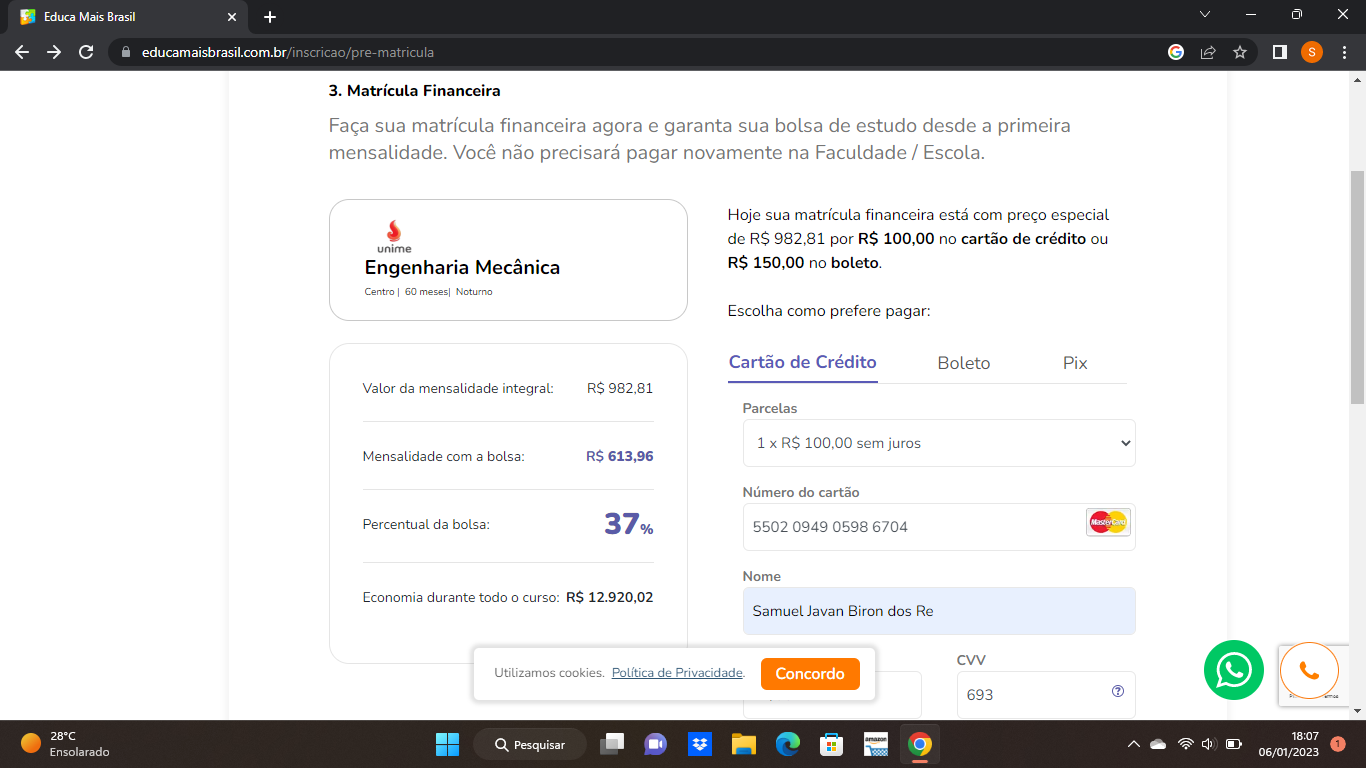 Educa Mais Brasil
educamaisbrasil.com.br/inscricao/pre-matricula
S
3. Matrícula Financeira
Faça sua matrícula financeira agora e garanta sua bolsa de estudo desde a primeira
mensalidade. Você não precisará pagar novamente na Faculdade / Escola.
unime
Engenharia Mecânica
Centro | 60 meses| Noturno
Valor da mensalidade integral: R$ 982,81
Mensalidade com a bolsa: R$ 613,96
Percentual da bolsa: 37%
Economia durante todo o curso: R$ 12.920,02
Hoje sua matrícula financeira está com preço especial
de R$ 982,81 por R$ 100,00 no cartão de crédito ou
R$ 150,00 no boleto.
Escolha como prefere pagar:
Cartão de Crédito Boleto Pix
Parcelas
1 x R$ 100,00 sem juros
Número do cartão
[card number redacted]
MasterCard
Nome
Samuel Javan Biron dos Re
CVV
[CVV redacted]
Utilizamos cookies. Política de Privacidade. Concordo
28°C
Ensolarado
Pesquisar
amazon
18:07
06/01/2023
1